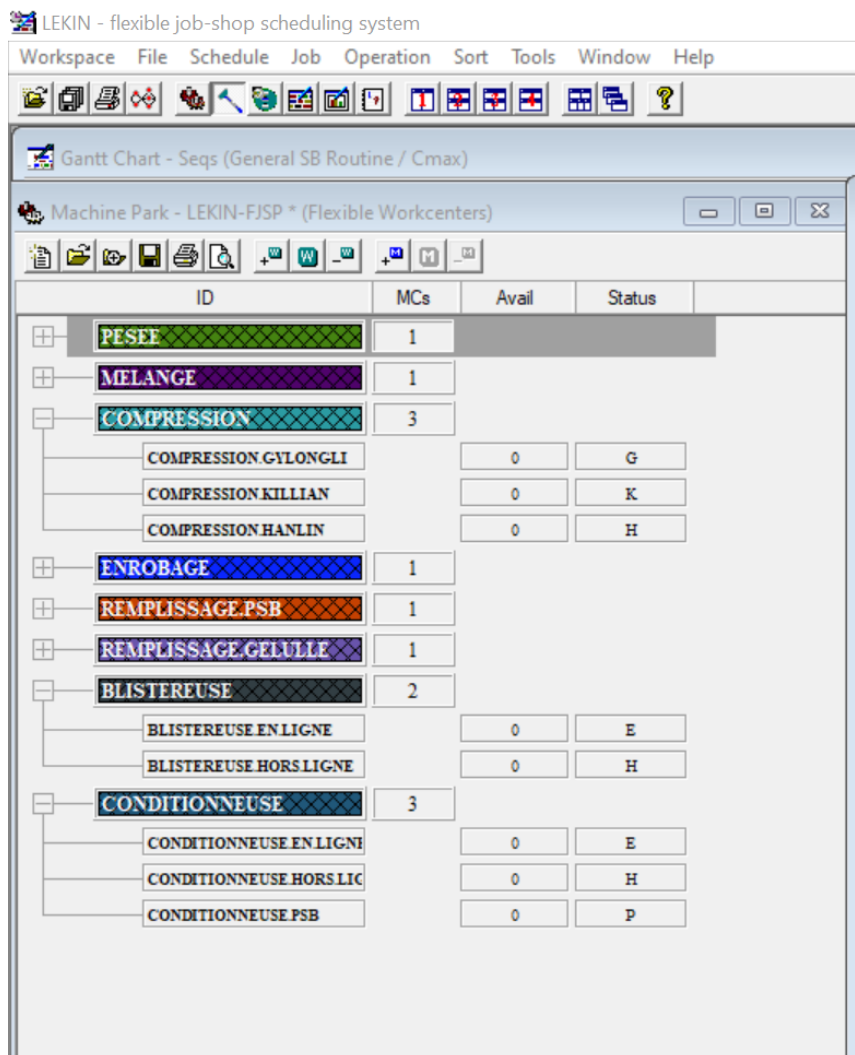 LEKIN - flexible job-shop scheduling system
Workspace File Schedule Job Operation Sort Tools Window Help
Gantt Chart - Seqs (General SB Routine / Cmax)
Machine Park - LEKIN-FJSP * (Flexible Workcenters)
ID MCs Avail Status
PESEE 1
MELANGE 1
COMPRESSION 3
COMPRESSION.GYLONGLI 0 G
COMPRESSION.KILLIAN 0 K
COMPRESSION.HANLIN 0 H
ENROBAGE 1
REMPLISSAGE.PSB 1
REMPLISSAGE.GELULLE 1
BLISTEREUSE 2
BLISTEREUSE.EN.LIGNE 0 E
BLISTEREUSE.HORS.LIGNE 0 H
CONDITIONNEUSE 3
CONDITIONNEUSE.EN.LIGNE 0 E
CONDITIONNEUSE.HORS.LIG 0 H
CONDITIONNEUSE.PSB 0 P